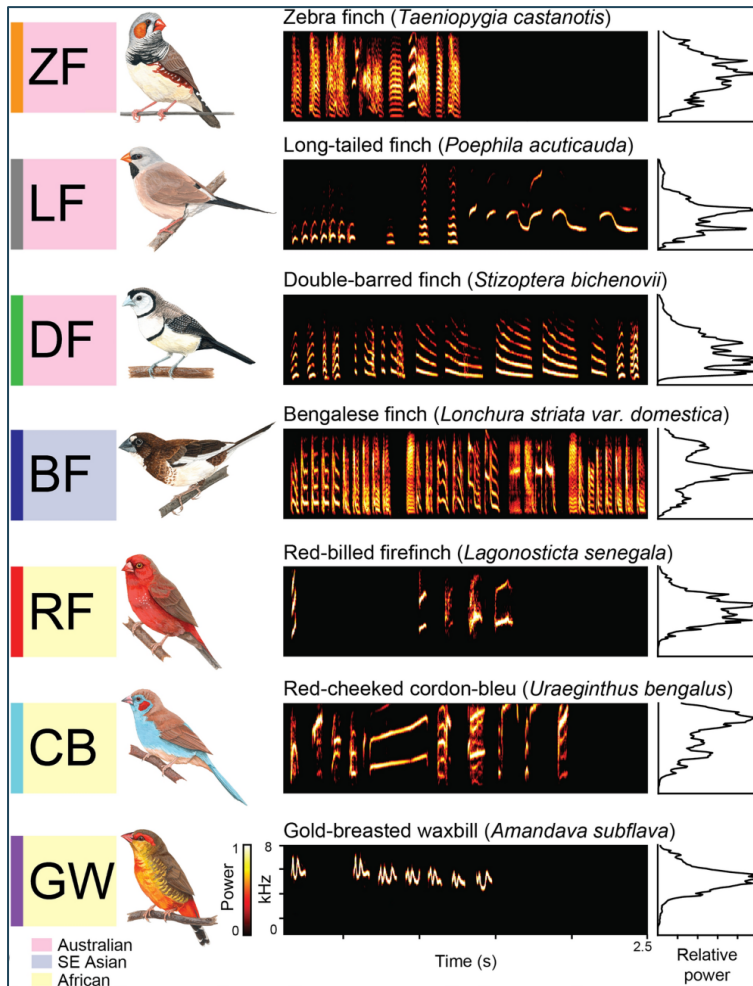 Zebra finch (Taeniopygia castanotis)
ZF
Long-tailed finch (Poephila acuticauda)
LF
Double-barred finch (Stizoptera bichenovii)
DF
Bengalese finch (Lonchura striata var. domestica)
BF
Red-billed firefinch (Lagonosticta senegala)
RF
Red-cheeked cordon-bleu (Uraeginthus bengalus)
CB
Gold-breasted waxbill (Amandava subflava)
GW
1
0
Power
8
0
kHz
Australian
SE Asian
African
Time (s)
2.5
Relative
power